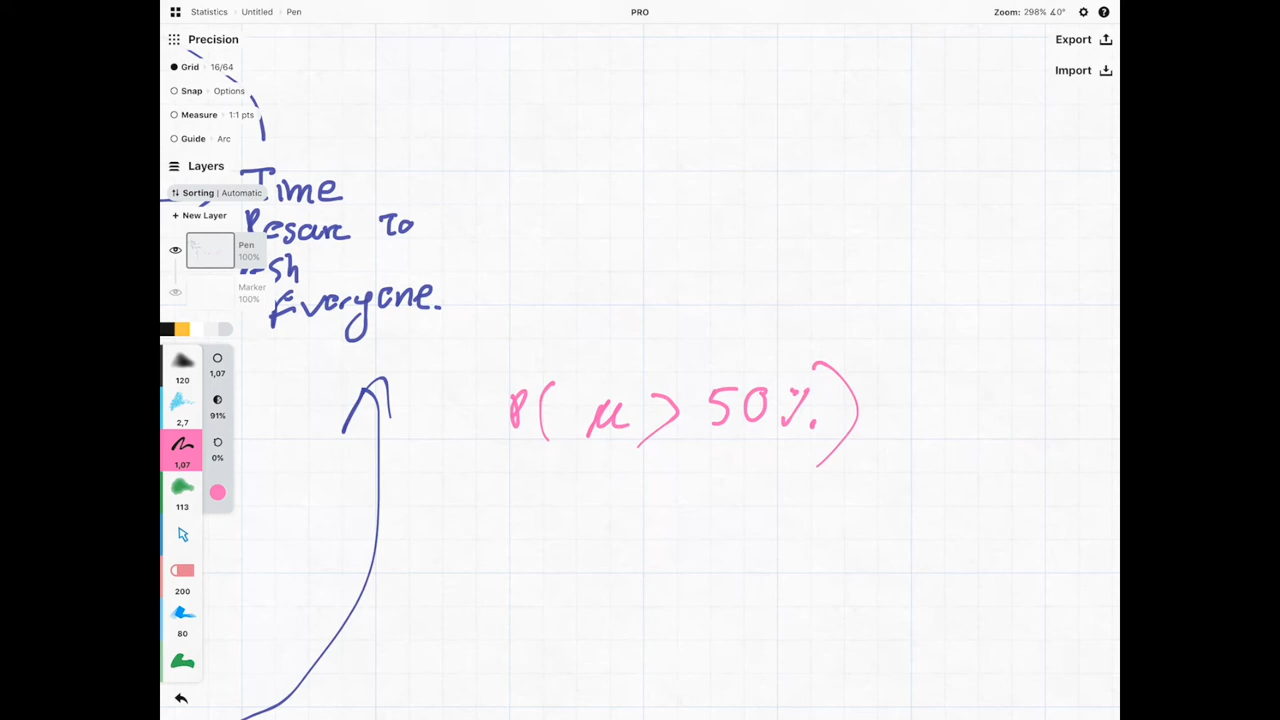 Statistics › Untitled › Pen
PRO
Zoom: 298% ∡0°
Precision
Export
Import
Grid › 16/64
Snap › Options
Measure › 1:1 pts
Guide › Arc
Layers
Sorting | Automatic
+ New Layer
Pen
100%
Marker
100%
Time
to
Everyone.
P( μ > 50%)
120
2,7
1,07
113
200
80
1,07
91%
0%